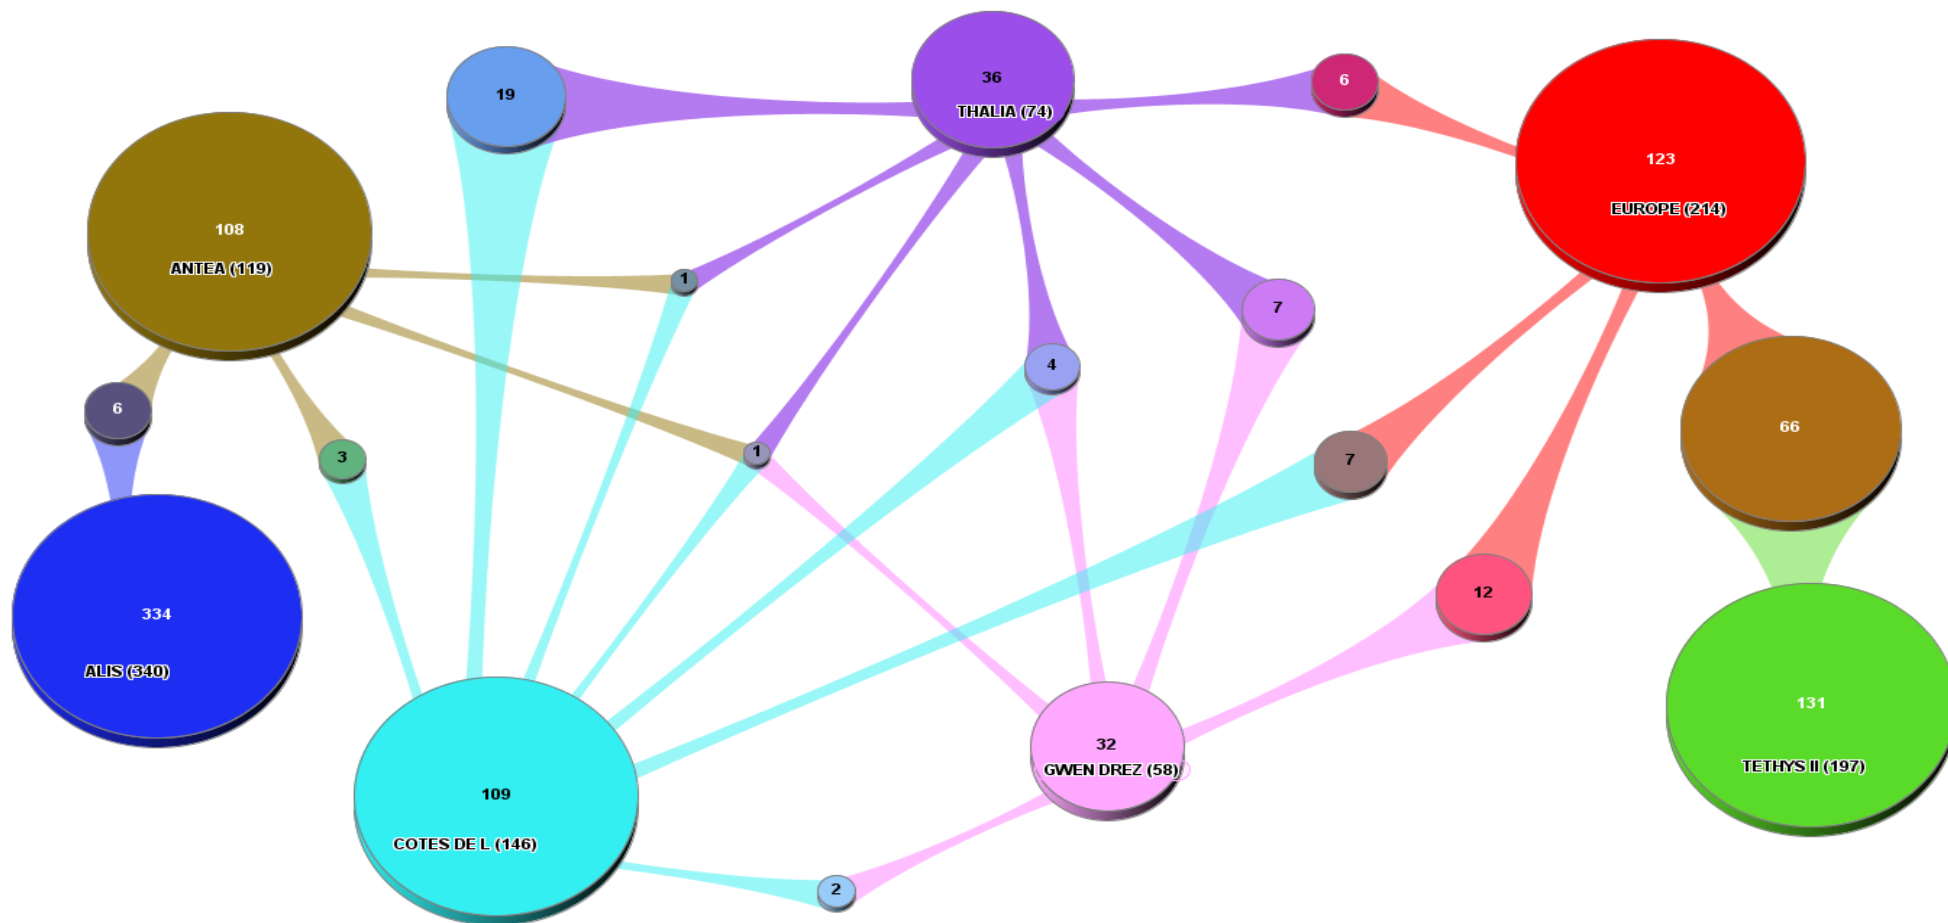 36
THALIA (74)
6
19
123
EUROPE (214)
108
ANTEA (119)
1
7
4
6
3
1
7
66
334
ALIS (340)
12
131
TETHYS II (197)
32
GWEN DREZ (58)
109
COTES DE L (146)
2